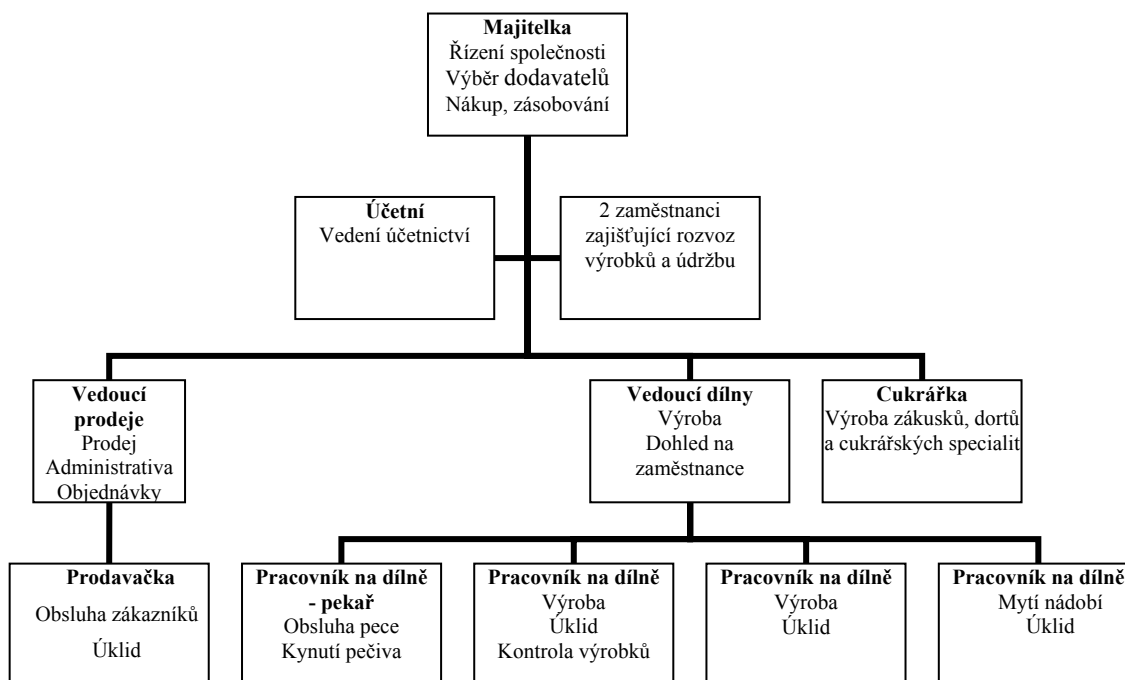 Majitelka
Řízení společnosti
Výběr dodavatelů
Nákup, zásobování
Účetní
Vedení účetnictví
2 zaměstnanci
zajišťující rozvoz
výrobků a údržbu
Vedoucí
prodeje
Prodej
Administrativa
Objednávky
Vedoucí dílny
Výroba
Dohled na
zaměstnance
Cukrářka
Výroba zákusků, dortů
a cukrářských specialit
Prodavačka
Obsluha zákazníků
Úklid
Pracovník na dílně
- pekař
Obsluha pece
Kynutí pečiva
Pracovník na dílně
Výroba
Úklid
Kontrola výrobků
Pracovník na dílně
Výroba
Úklid
Pracovník na dílně
Mytí nádobí
Úklid